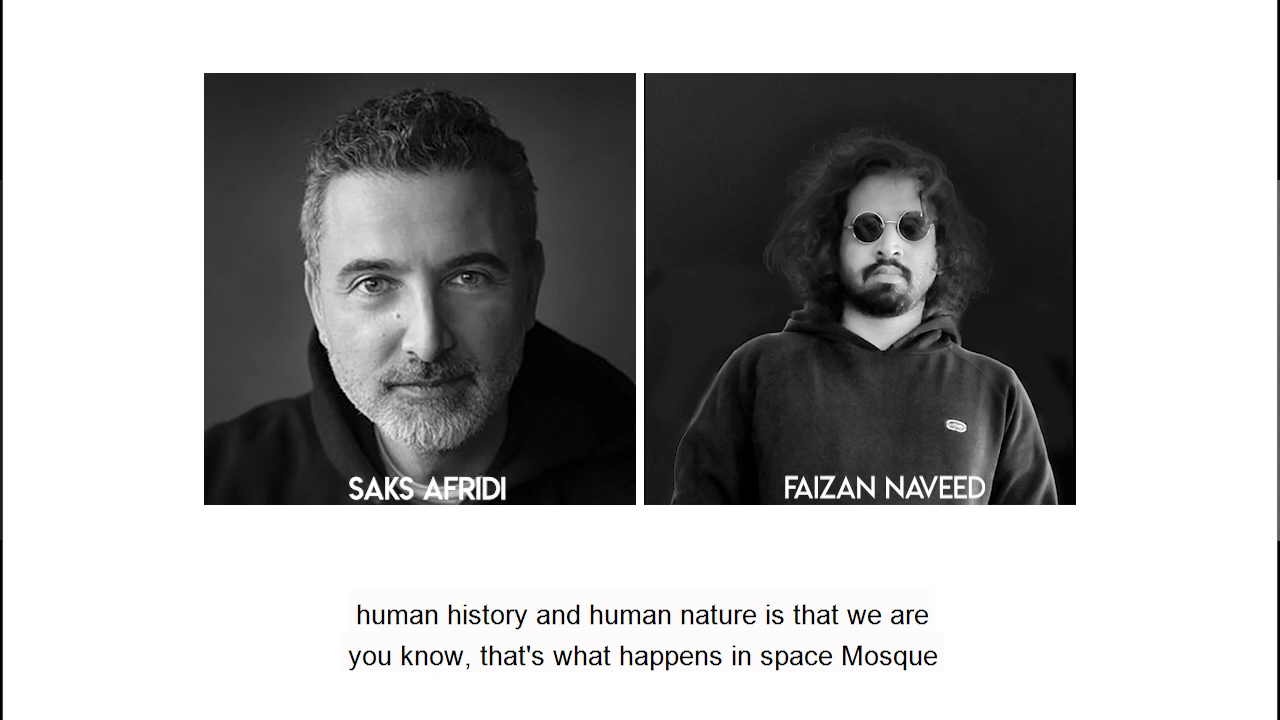 SAKS AFRIDI
FAIZAN NAVEED
human history and human nature is that we are
you know, that's what happens in space Mosque